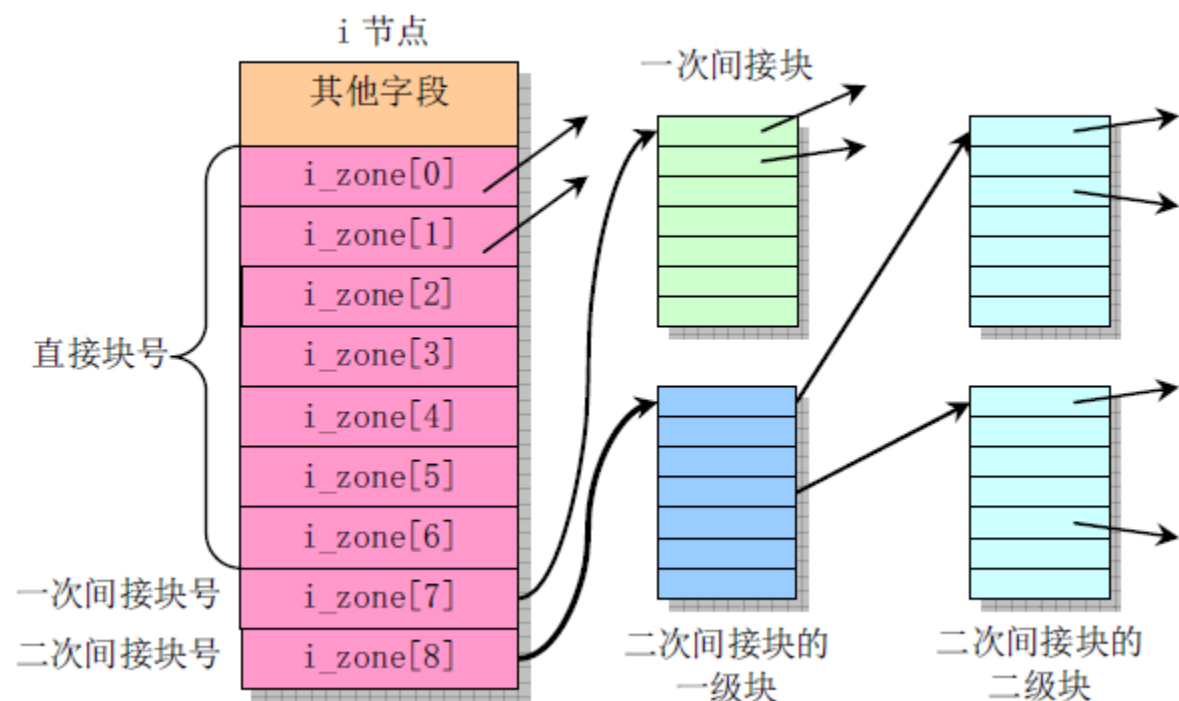 i 节点
其他字段
i_zone[0]
i_zone[1]
i_zone[2]
i_zone[3]
i_zone[4]
i_zone[5]
i_zone[6]
i_zone[7]
i_zone[8]
直接块号
一次间接块号
二次间接块号
一次间接块
二次间接块的
一级块
二次间接块的
二级块